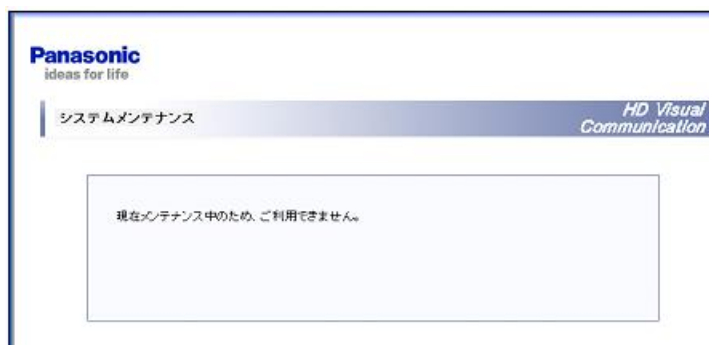 Panasonic
ideas for life
システムメンテナンス
HD Visual
Communication
現在メンテナンス中のため、ご利用できません。